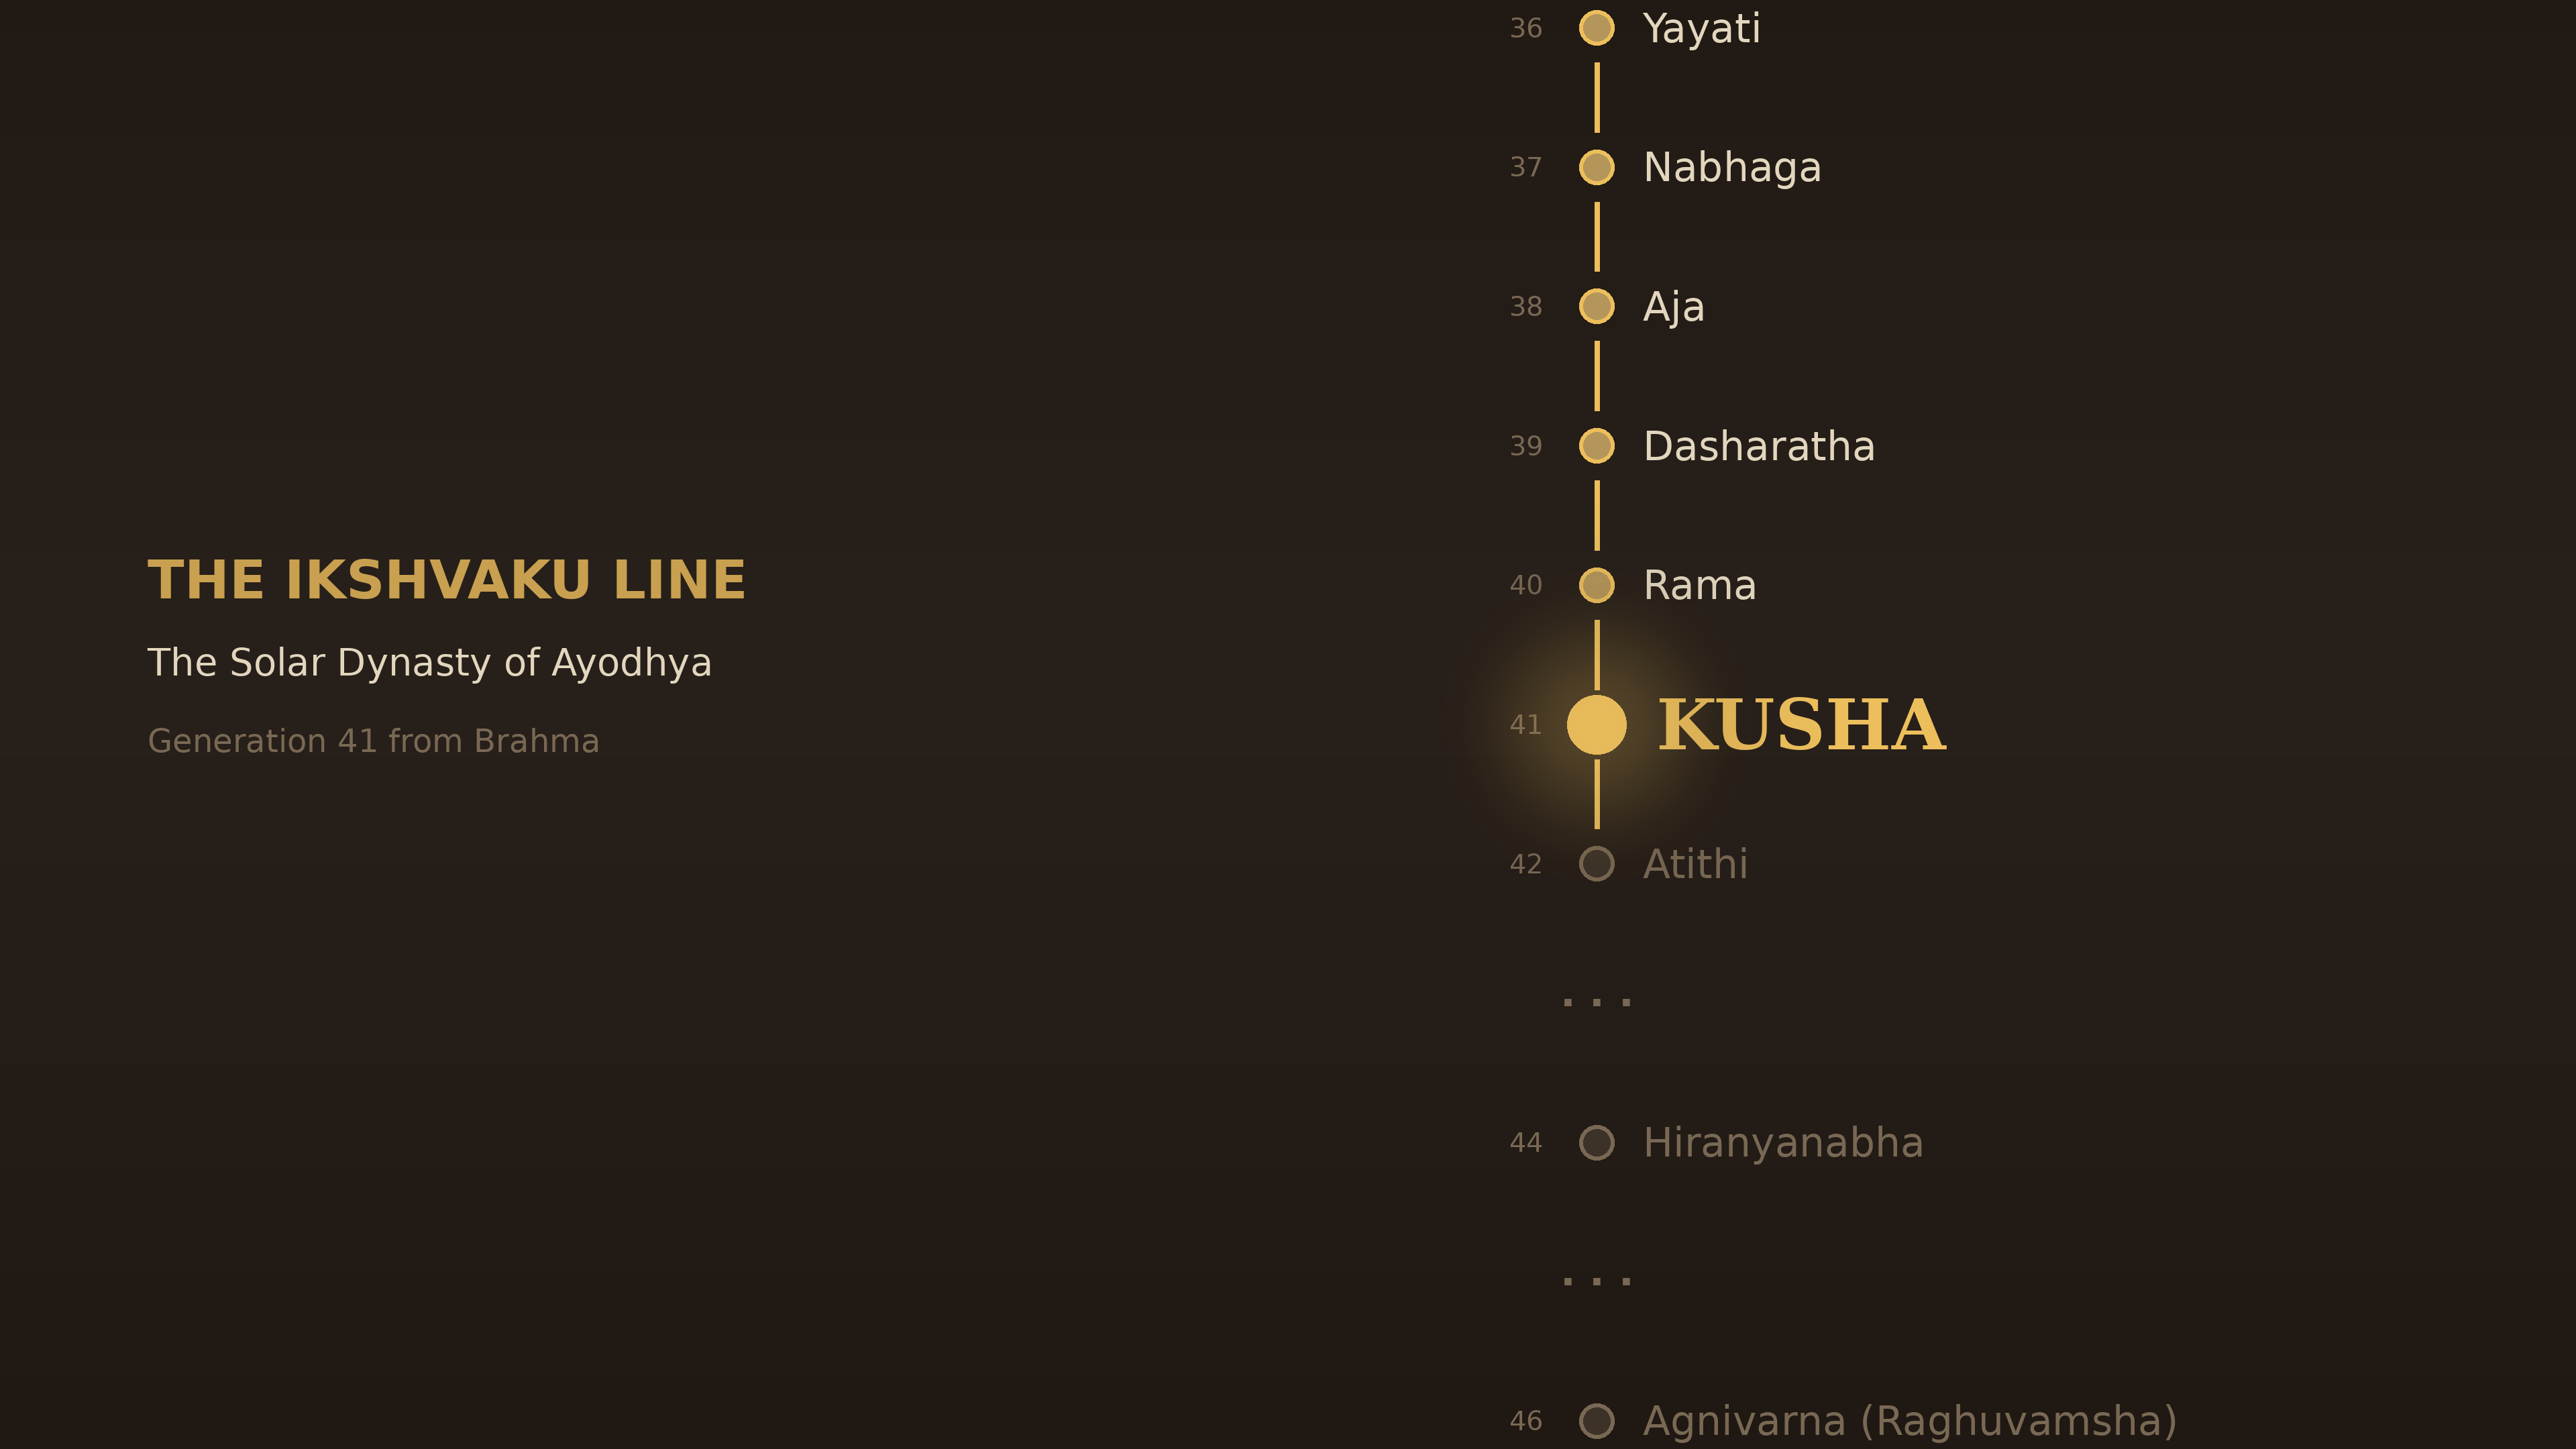 THE IKSHVAKU LINE
The Solar Dynasty of Ayodhya
Generation 41 from Brahma
36 Yayati
37 Nabhaga
38 Aja
39 Dasharatha
40 Rama
41 KUSHA
42 Atithi
...
44 Hiranyanabha
...
46 Agnivarna (Raghuvamsha)